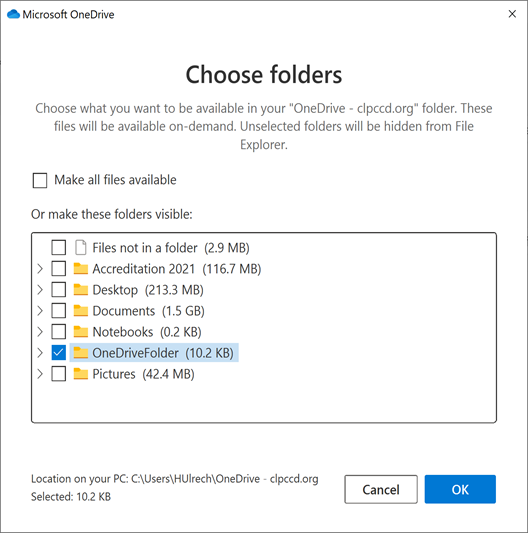 Microsoft OneDrive
Choose folders
Choose what you want to be available in your "OneDrive - clpccd.org" folder. These
files will be available on-demand. Unselected folders will be hidden from File
Explorer.
Make all files available
Or make these folders visible:
Files not in a folder (2.9 MB)
Accreditation 2021 (116.7 MB)
Desktop (213.3 MB)
Documents (1.5 GB)
Notebooks (0.2 KB)
OneDriveFolder (10.2 KB)
Pictures (42.4 MB)
Location on your PC: C:\Users\HUlrech\OneDrive - clpccd.org
Selected: 10.2 KB
Cancel
OK